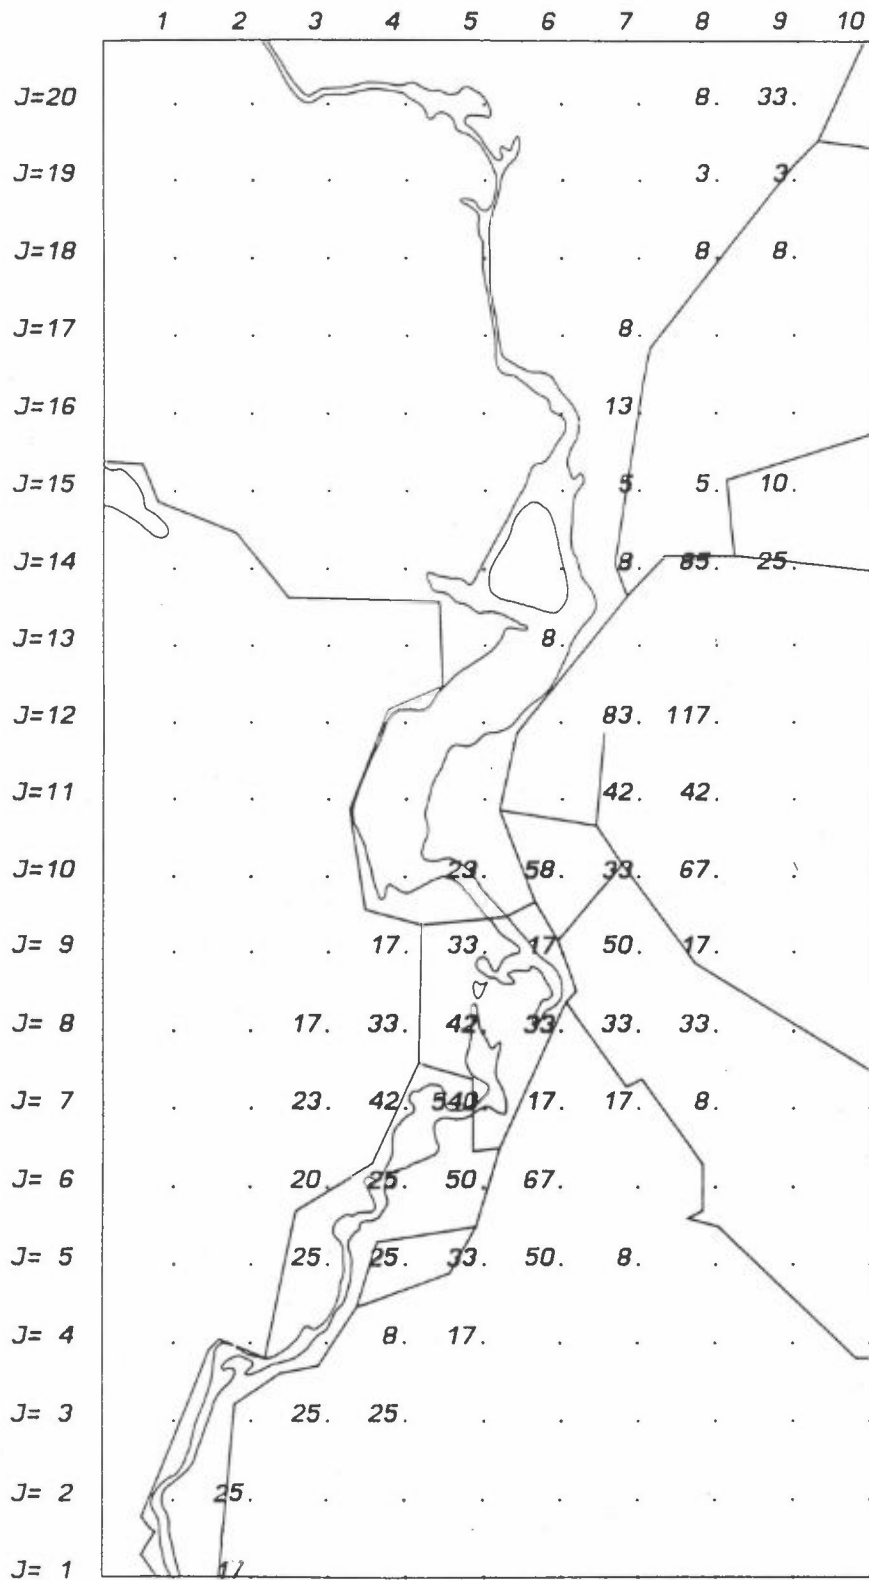 1 2 3 4 5 6 7 8 9 10
J=20 8. 33.
J=19 3. 3.
J=18 8. 8.
J=17 8.
J=16 13.
J=15 5. 5. 10.
J=14 8. 85. 25.
J=13 8.
J=12 83. 117.
J=11 42. 42.
J=10 23. 58. 33. 67.
J= 9 17. 33. 17. 50. 17.
J= 8 17. 33. 42. 33. 33. 33.
J= 7 23. 42. 540. 17. 17. 8.
J= 6 20. 25. 50. 67.
J= 5 25. 25. 33. 50. 8.
J= 4 8. 17.
J= 3 25. 25.
J= 2 25.
J= 1 17